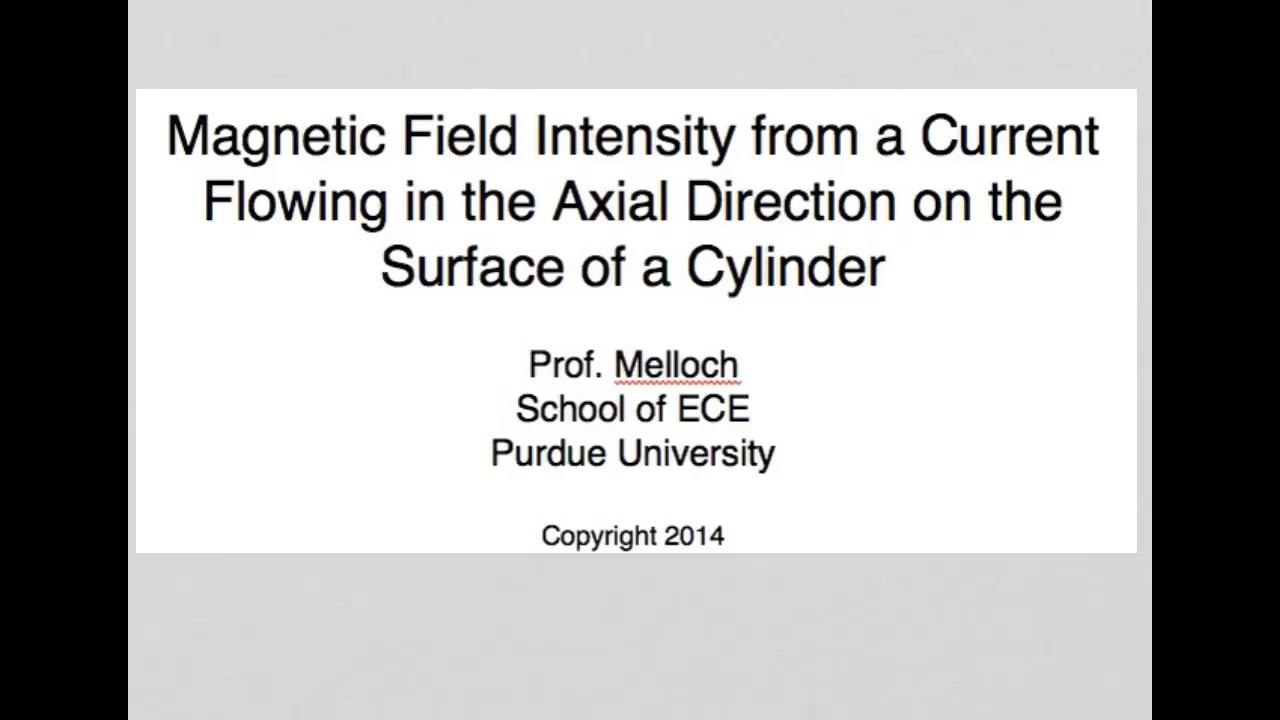 Magnetic Field Intensity from a Current
Flowing in the Axial Direction on the
Surface of a Cylinder
Prof. Melloch
School of ECE
Purdue University
Copyright 2014